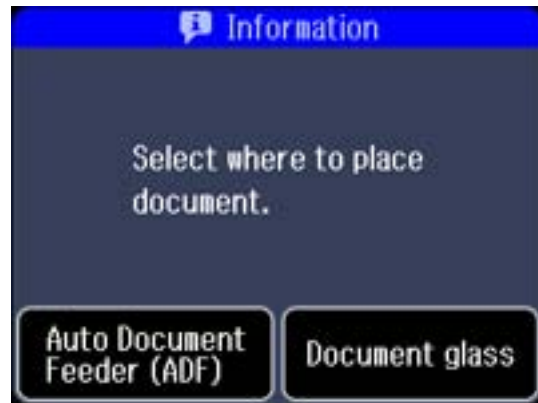 Information
Select where to place
document.
Auto Document
Feeder (ADF)
Document glass